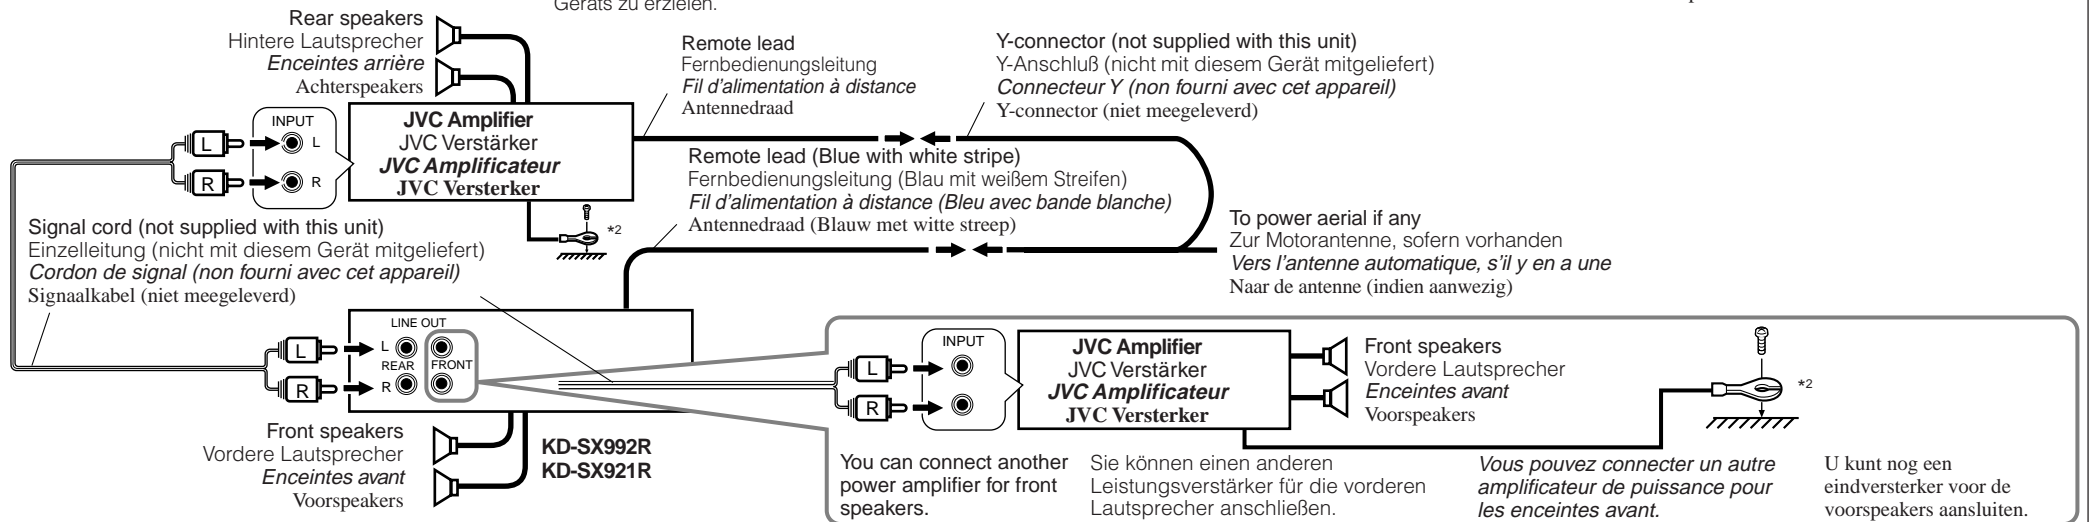 Geräts zu erzielen.
Rear speakers
Hintere Lautsprecher
Enceintes arrière
Achterspeakers
Remote lead
Fernbedienungsleitung
Fil d'alimentation à distance
Antennedraad
Y-connector (not supplied with this unit)
Y-Anschluß (nicht mit diesem Gerät mitgeliefert)
Connecteur Y (non fourni avec cet appareil)
Y-connector (niet meegeleverd)
INPUT
L
L
R
R
JVC Amplifier
JVC Verstärker
JVC Amplificateur
JVC Versterker
*2
Remote lead (Blue with white stripe)
Fernbedienungsleitung (Blau mit weißem Streifen)
Fil d'alimentation à distance (Bleu avec bande blanche)
Antennedraad (Blauw met witte streep)
To power aerial if any
Zur Motorantenne, sofern vorhanden
Vers l'antenne automatique, s'il y en a une
Naar de antenne (indien aanwezig)
Signal cord (not supplied with this unit)
Einzelleitung (nicht mit diesem Gerät mitgeliefert)
Cordon de signal (non fourni avec cet appareil)
Signaalkabel (niet meegeleverd)
LINE OUT
L
L
REAR
FRONT
R
R
Front speakers
Vordere Lautsprecher
Enceintes avant
Voorspeakers
KD-SX992R
KD-SX921R
INPUT
L
R
JVC Amplifier
JVC Verstärker
JVC Amplificateur
JVC Versterker
Front speakers
Vordere Lautsprecher
Enceintes avant
Voorspeakers
*2
You can connect another
power amplifier for front
speakers.
Sie können einen anderen
Leistungsverstärker für die vorderen
Lautsprecher anschließen.
Vous pouvez connecter un autre
amplificateur de puissance pour
les enceintes avant.
U kunt nog een
eindversterker voor de
voorspeakers aansluiten.